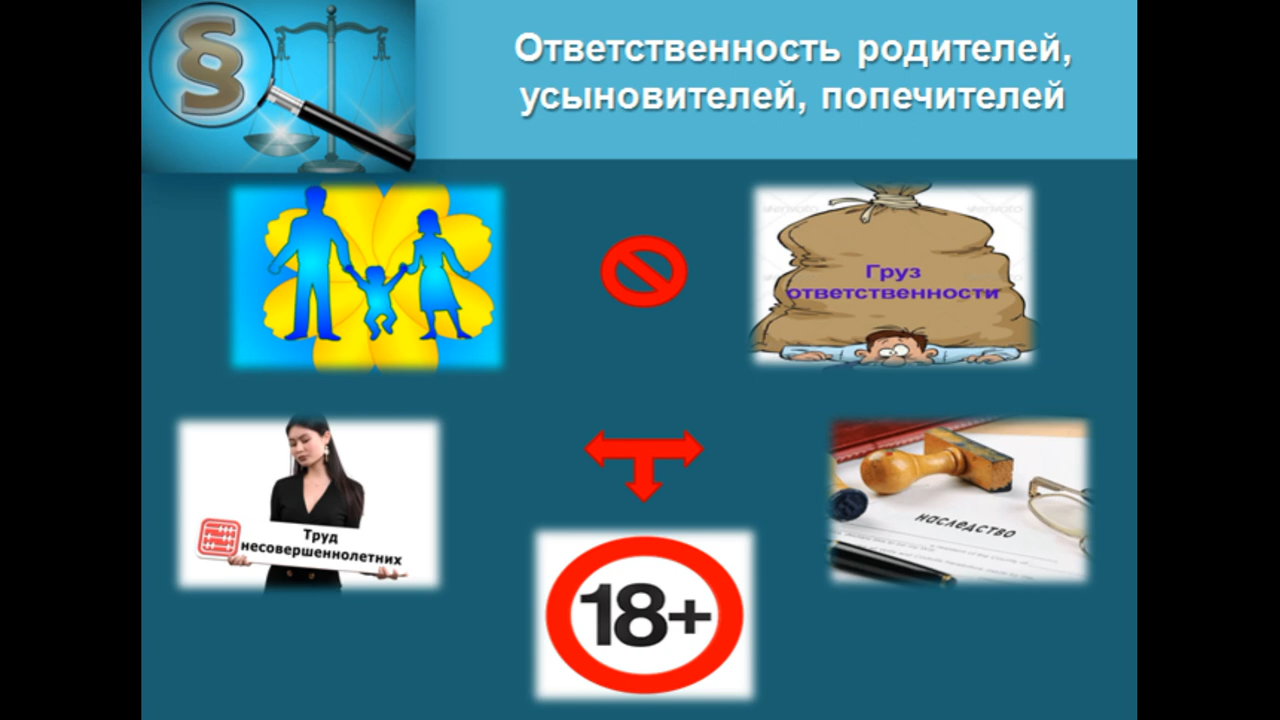 Ответственность родителей,
усыновителей, попечителей
Груз
ответственности
Труд
несовершеннолетних
наследство
18+